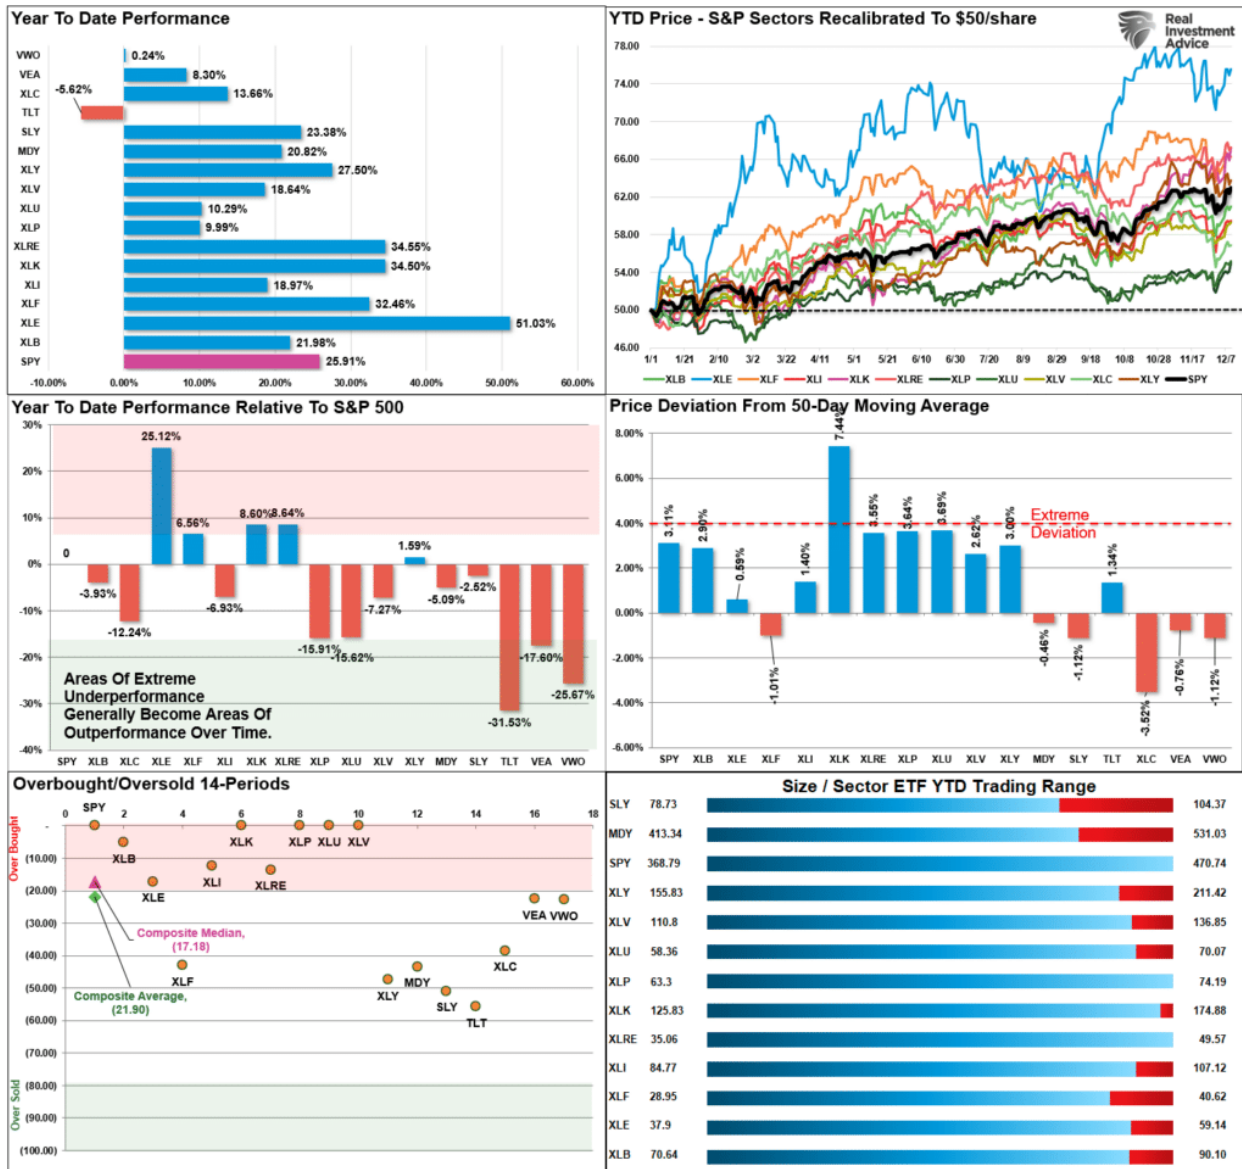 Year To Date Performance
VWO 0.24%
VEA 8.30%
XLC 13.66%
-5.62%
TLT
SLY 23.38%
MDY 20.82%
XLY 27.50%
XLV 18.64%
XLU 10.29%
XLP 9.99%
XLRE 34.55%
XLK 34.50%
XLI 18.97%
XLF 32.46%
XLE 51.03%
XLB 21.98%
SPY 25.91%
-10.00% 0.00% 10.00% 20.00% 30.00% 40.00% 50.00% 60.00%
YTD Price - S&P Sectors Recalibrated To $50/share
Real
Investment
Advice
78.00
74.00
70.00
66.00
62.00
58.00
54.00
50.00
46.00
1/1 1/21 2/10 3/2 3/22 4/11 5/1 5/21 6/10 6/30 7/20 8/9 8/29 9/18 10/8 10/28 11/17 12/7
XLB XLE XLF XLI XLK XLRE XLP XLU XLV XLC XLY SPY
Year To Date Performance Relative To S&P 500
30%
20%
10%
0%
-10%
-20%
-30%
-40%
0 -3.93% -12.24% 25.12% 6.56% -6.93% 8.60% 8.64% -15.91% -15.62% -7.27% 1.59% -5.09% -2.52% -31.53% -17.60% -25.67%
Areas Of Extreme
Underperformance
Generally Become Areas Of
Outperformance Over Time.
SPY XLB XLC XLE XLF XLI XLK XLRE XLP XLU XLV XLY MDY SLY TLT VEA VWO
Price Deviation From 50-Day Moving Average
8.00%
6.00%
4.00%
2.00%
0.00%
-2.00%
-4.00%
-6.00%
3.11% 2.90% 0.59% -1.01% 1.40% 7.44% 3.55% 3.64% 3.69% 2.62% 3.00% -0.46% -1.12% 1.34% -3.52% -0.76% -1.12%
Extreme
Deviation
SPY XLB XLE XLF XLI XLK XLRE XLP XLU XLV XLY MDY SLY TLT XLC VEA VWO
Overbought/Oversold 14-Periods
0 2 4 6 8 10 12 14 16 18
Over Bought
Over Sold
-
(10.00)
(20.00)
(30.00)
(40.00)
(50.00)
(60.00)
(70.00)
(80.00)
(90.00)
(100.00)
SPY
XLB
XLE
XLF
XLI
XLK
XLRE
XLP
XLU
XLV
XLY
MDY
SLY
TLT
XLC
VEA
VWO
Composite Median,
(17.18)
Composite Average,
(21.90)
Size / Sector ETF YTD Trading Range
SLY 78.73 104.37
MDY 413.34 531.03
SPY 368.79 470.74
XLY 155.83 211.42
XLV 110.8 136.85
XLU 58.36 70.07
XLP 63.3 74.19
XLK 125.83 174.88
XLRE 35.06 49.57
XLI 84.77 107.12
XLF 28.95 40.62
XLE 37.9 59.14
XLB 70.64 90.10